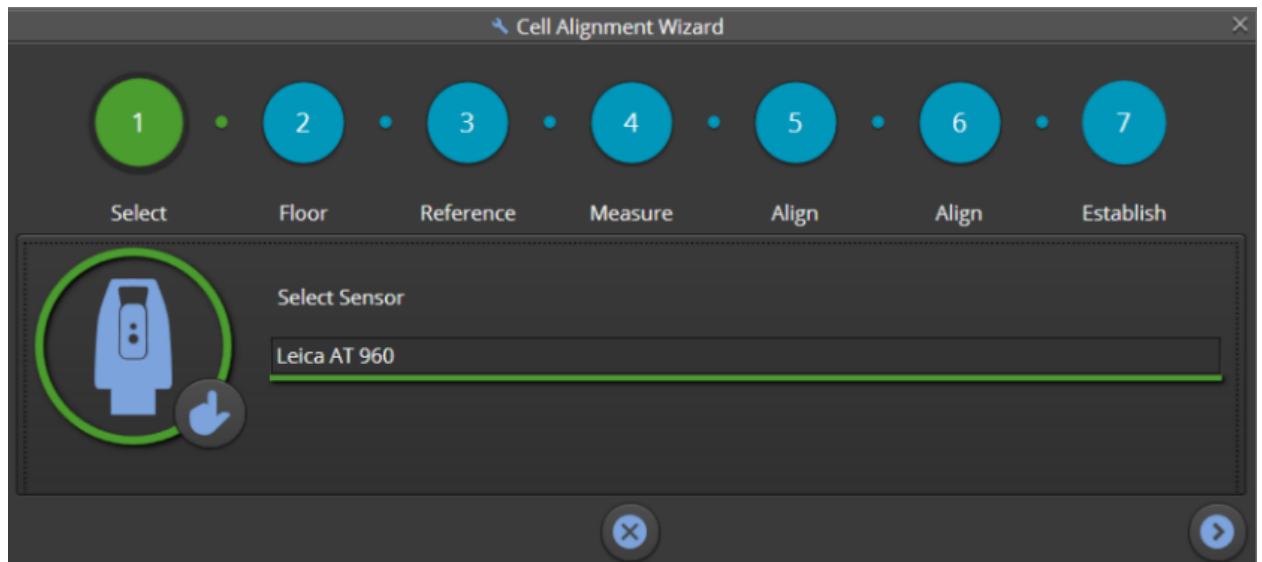 Cell Alignment Wizard
1 2 3 4 5 6 7
Select Floor Reference Measure Align Align Establish
Select Sensor
Leica AT 960